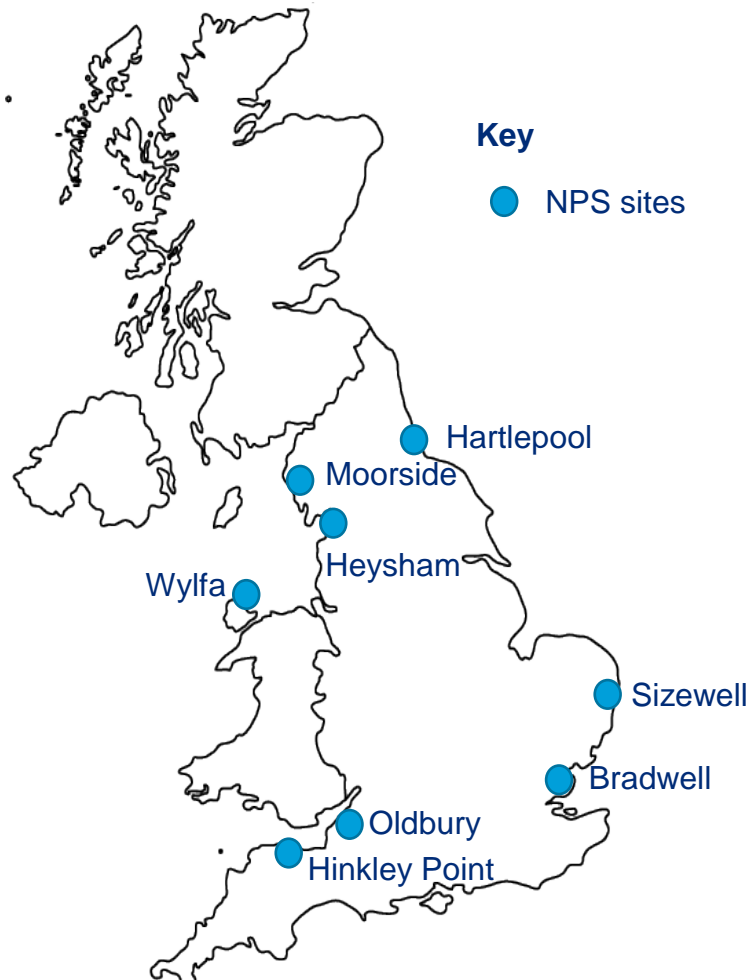 Key
NPS sites
Hartlepool
Moorside
Heysham
Wylfa
Sizewell
Bradwell
Oldbury
Hinkley Point